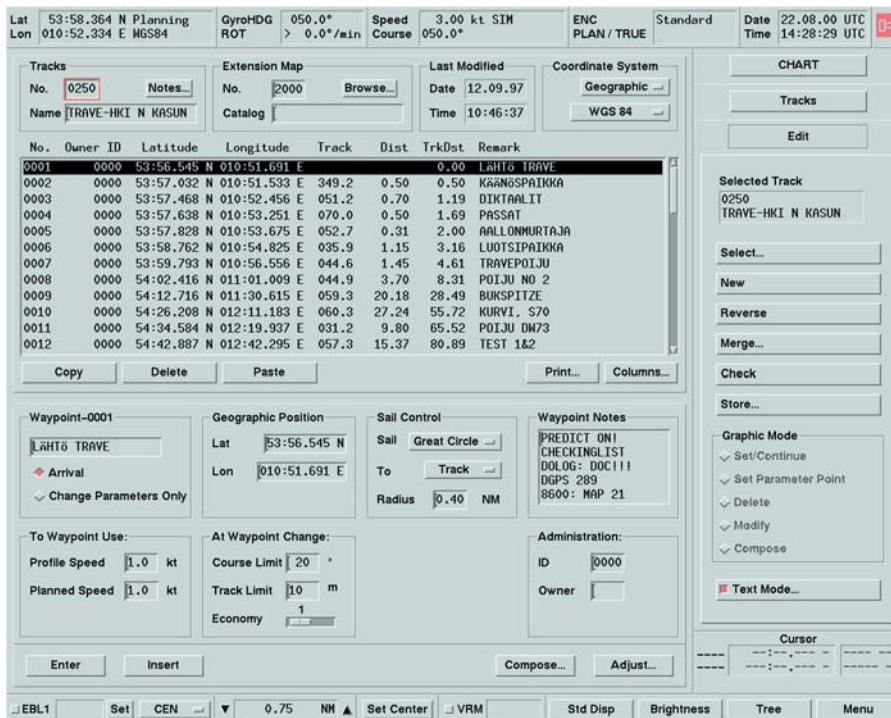 Lat 53:58.364 N Planning GyroHDG 050.0° Speed 3.00 kt SIM ENC Standard Date 22.08.00 UTC
Lon 010:52.334 E WGS84 ROT > 0.0°/min Course 050.0° PLAN / TRUE Time 14:28:29 UTC
Tracks Extension Map Last Modified Coordinate System CHART
No. 0250 Notes... No. 2000 Browse... Date 12.09.97 Geographic
Name TRAVE-HKI N KASUN Catalog Time 10:46:37 WGS 84 Tracks
Edit
No. Owner ID Latitude Longitude Track Dist TrkDst Remark
0001 0000 53:56.545 N 010:51.691 E 0.00 LäHTö TRAVE
0002 0000 53:57.032 N 010:51.533 E 349.2 0.50 0.50 KääNöSPAIKKA
0003 0000 53:57.468 N 010:52.456 E 051.2 0.70 1.19 DIKTAALIT
0004 0000 53:57.638 N 010:53.251 E 070.0 0.50 1.69 PASSAT
0005 0000 53:57.828 N 010:53.675 E 052.7 0.31 2.00 AALLONMURTAJA
0006 0000 53:58.762 N 010:54.825 E 035.9 1.15 3.16 LUOTSIPAIKKA
0007 0000 53:59.793 N 010:56.556 E 044.6 1.45 4.61 TRAVEPOIJU
0008 0000 54:02.416 N 011:01.009 E 044.9 3.70 8.31 POIJU NO 2
0009 0000 54:12.716 N 011:30.615 E 059.3 20.18 28.49 BUKSPITZE
0010 0000 54:26.208 N 012:11.183 E 060.3 27.24 55.72 KURVI, S70
0011 0000 54:34.584 N 012:19.937 E 031.2 9.80 65.52 POIJU DW73
0012 0000 54:42.887 N 012:42.295 E 057.3 15.37 80.89 TEST 1&2
Copy Delete Paste Print... Columns...
Selected Track
0250
TRAVE-HKI N KASUN
Select...
New
Reverse
Merge...
Check
Store...
Graphic Mode
Set/Continue
Set Parameter Point
Delete
Modify
Compose
Text Mode...
Waypoint-0001
LäHTö TRAVE
Arrival
Change Parameters Only
Geographic Position
Lat 53:56.545 N
Lon 010:51.691 E
Sail Control
Sail Great Circle
To Track
Radius 0.40 NM
Waypoint Notes
PREDICT ON!
CHECKINGLIST
DOLOG: DOC!!!
DGPS 289
8600: MAP 21
To Waypoint Use:
Profile Speed 1.0 kt
Planned Speed 1.0 kt
At Waypoint Change:
Course Limit 20 °
Track Limit 10 m
1
Economy
Administration:
ID 0000
Owner
Enter Insert Compose... Adjust...
Cursor
---- --:--.--- - ---- ----
---- ---:--.--- - ----- ----
EBL1 Set CEN ▼ 0.75 NM ▲ Set Center VRM Std Disp Brightness Tree Menu